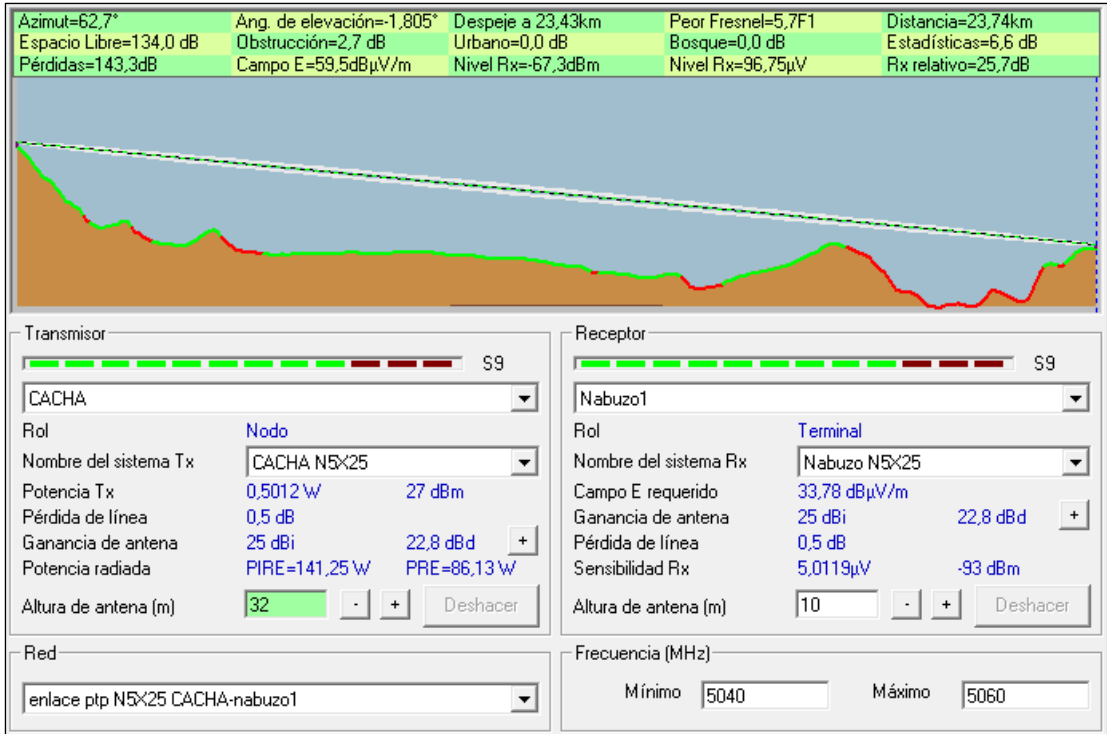 Azimut=62,7° Ang. de elevación=-1,805° Despeje a 23,43km Peor Fresnel=5,7F1 Distancia=23,74km
Espacio Libre=134,0 dB Obstrucción=2,7 dB Urbano=0,0 dB Bosque=0,0 dB Estadísticas=6,6 dB
Pérdidas=143,3dB Campo E=59,5dBµV/m Nivel Rx=-67,3dBm Nivel Rx=96,75µV Rx relativo=25,7dB
Transmisor
S9
CACHA
Rol Nodo
Nombre del sistema Tx CACHA N5X25
Potencia Tx 0,5012 W 27 dBm
Pérdida de línea 0,5 dB
Ganancia de antena 25 dBi 22,8 dBd +
Potencia radiada PIRE=141,25 W PRE=86,13 W
Altura de antena (m) 32 - + Deshacer
Receptor
S9
Nabuzo1
Rol Terminal
Nombre del sistema Rx Nabuzo N5X25
Campo E requerido 33,78 dBµV/m
Ganancia de antena 25 dBi 22,8 dBd +
Pérdida de línea 0,5 dB
Sensibilidad Rx 5,0119µV -93 dBm
Altura de antena (m) 10 - + Deshacer
Red
enlace ptp N5X25 CACHA-nabuzo1
Frecuencia (MHz)
Mínimo 5040 Máximo 5060